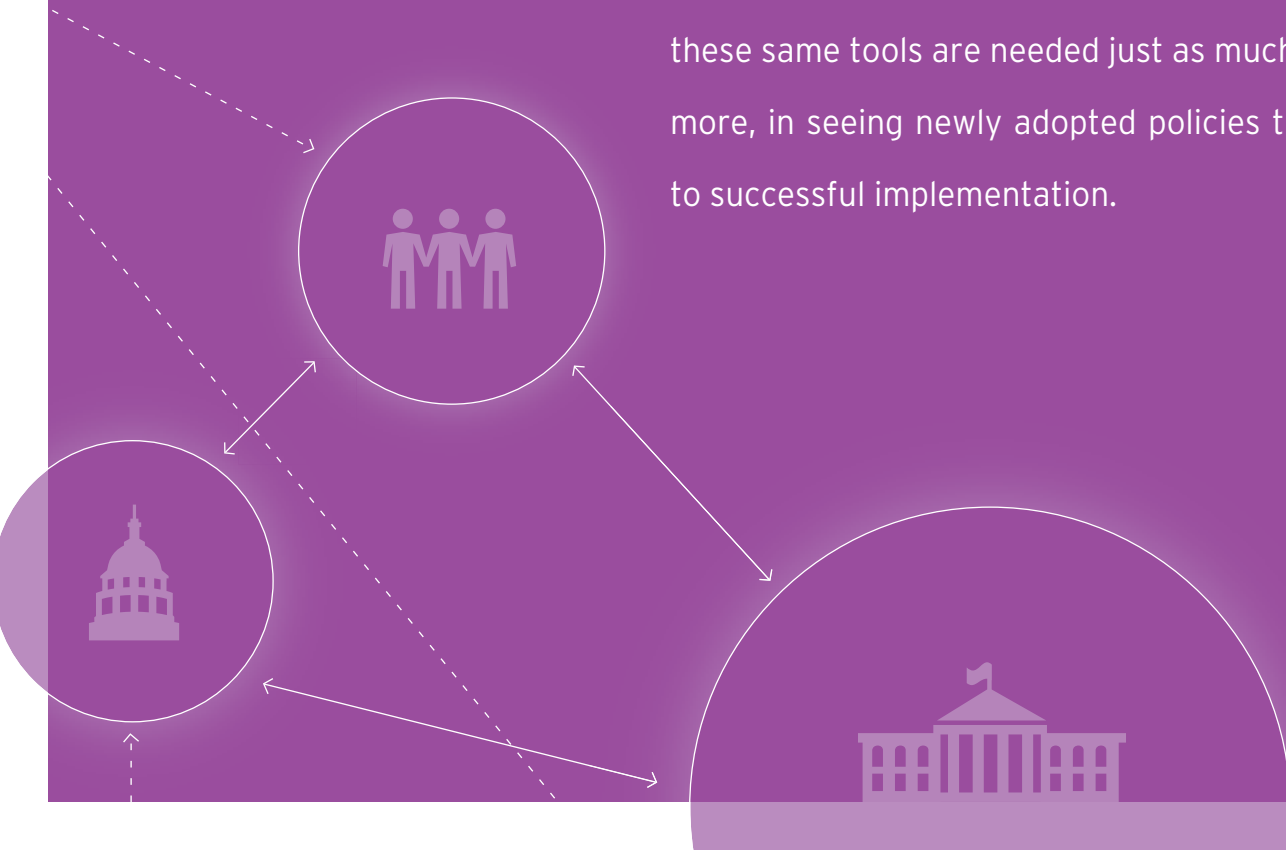 these same tools are needed just as much
more, in seeing newly adopted policies t
to successful implementation.